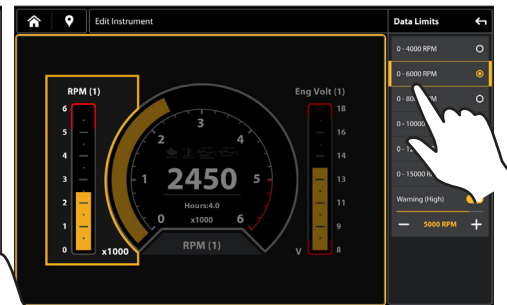 Edit Instrument
Data Limits
0 - 4000 RPM
0 - 6000 RPM
0 - 10000
0 - 15000
Warning (High)
5000 RPM
RPM (1)
6
5
4
3
2
1
0
x1000
0
1
2
3
4
5
6
2450
Hours:4.0
x1000
RPM (1)
Eng Volt (1)
18
16
14
13
11
9
8
V